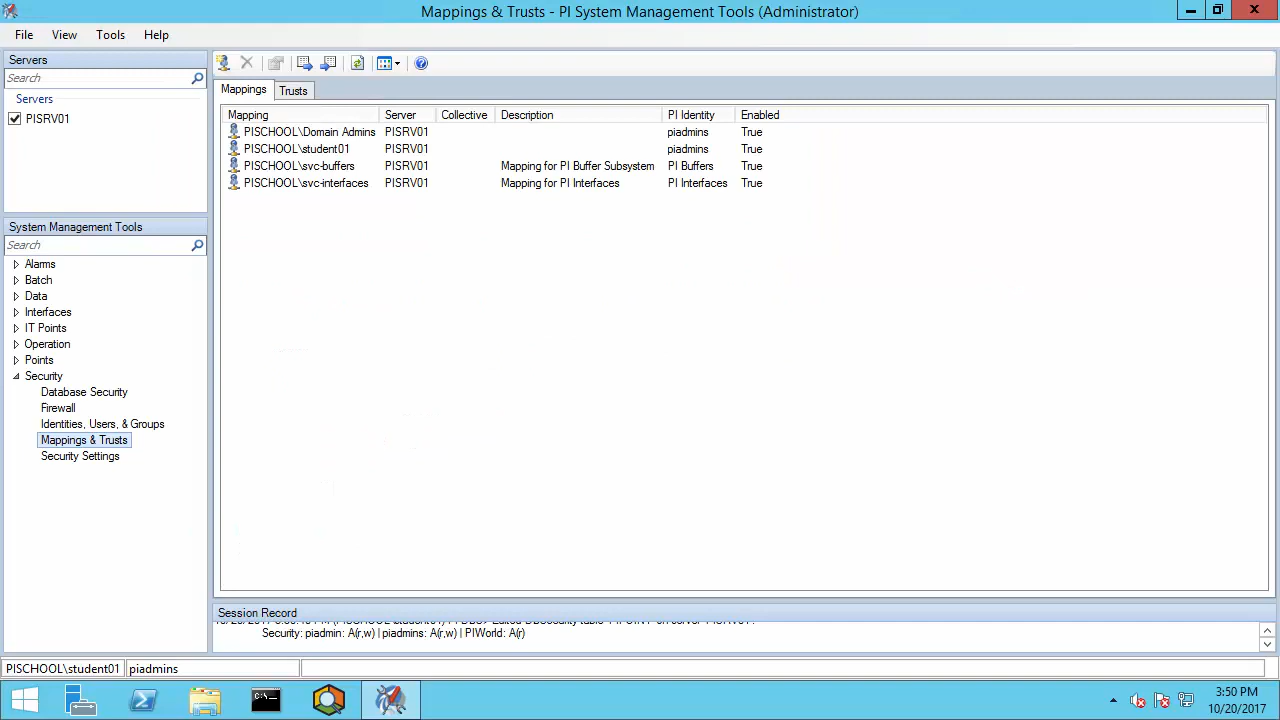 Mappings & Trusts - PI System Management Tools (Administrator)
File View Tools Help
Servers
Search
Servers
PISRV01
System Management Tools
Search
Alarms
Batch
Data
Interfaces
IT Points
Operation
Points
Security
Database Security
Firewall
Identities, Users, & Groups
Mappings & Trusts
Security Settings
Mappings Trusts
Mapping Server Collective Description PI Identity Enabled
PISCHOOL\Domain Admins PISRV01 piadmins True
PISCHOOL\student01 PISRV01 piadmins True
PISCHOOL\svc-buffers PISRV01 Mapping for PI Buffer Subsystem PI Buffers True
PISCHOOL\svc-interfaces PISRV01 Mapping for PI Interfaces PI Interfaces True
Session Record
Security: piadmin: A(r,w) | piadmins: A(r,w) | PIWorld: A(r)
PISCHOOL\student01 piadmins
3:50 PM
10/20/2017